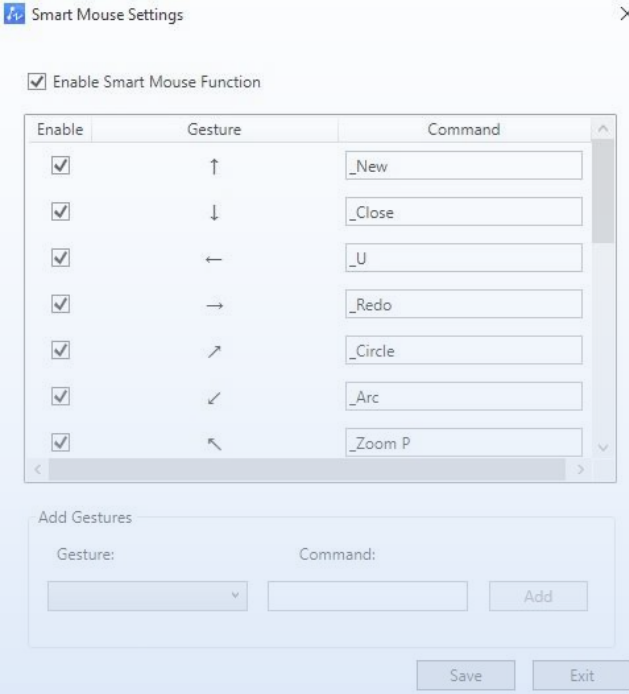 Smart Mouse Settings
Enable Smart Mouse Function
Enable Gesture Command
↑ _New
↓ _Close
← _U
→ _Redo
↗ _Circle
↙ _Arc
↖ _Zoom P
Add Gestures
Gesture: Command:
Add
Save Exit